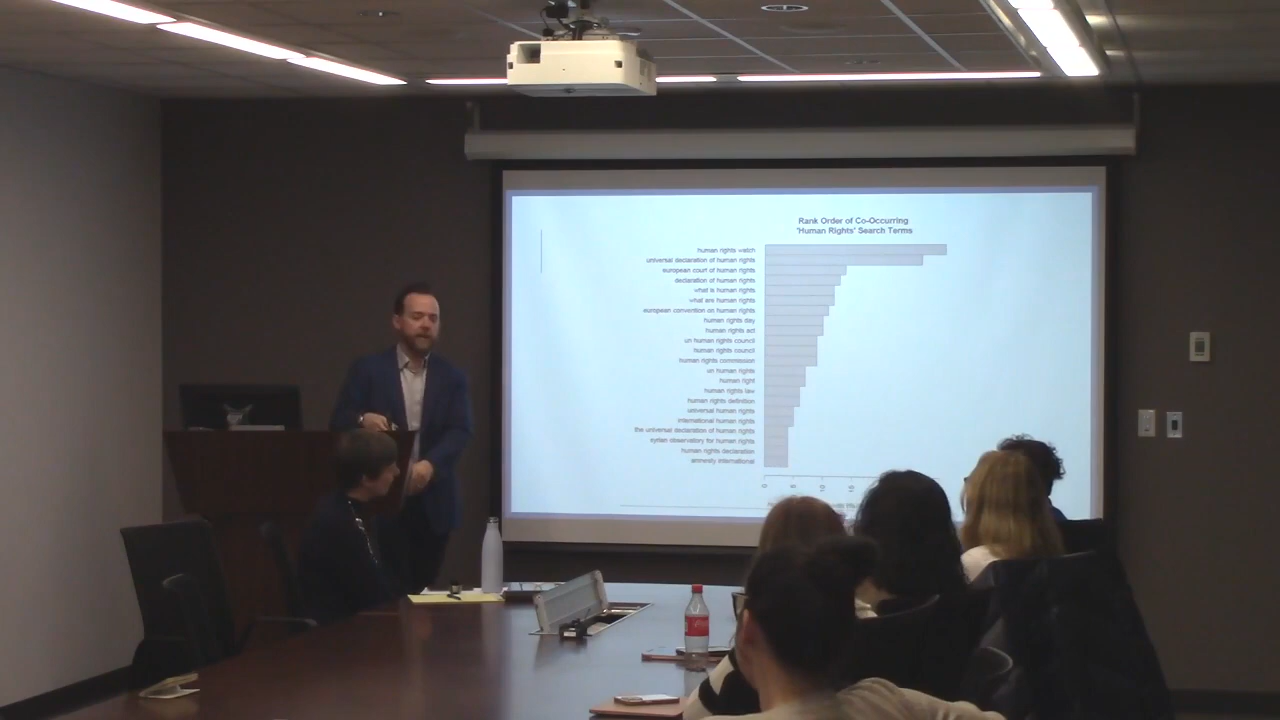 Rank Order of Co-Occurring
'Human Rights' Search Terms
human rights watch
universal declaration of human rights
european court of human rights
declaration of human rights
what is human rights
what are human rights
european convention on human rights
human rights day
human rights act
un human rights council
human rights council
human rights commission
un human rights
human right
human rights law
human rights definition
universal human rights
international human rights
the universal declaration of human rights
syrian observatory for human rights
human rights declaration
amnesty international
0 5 10 15